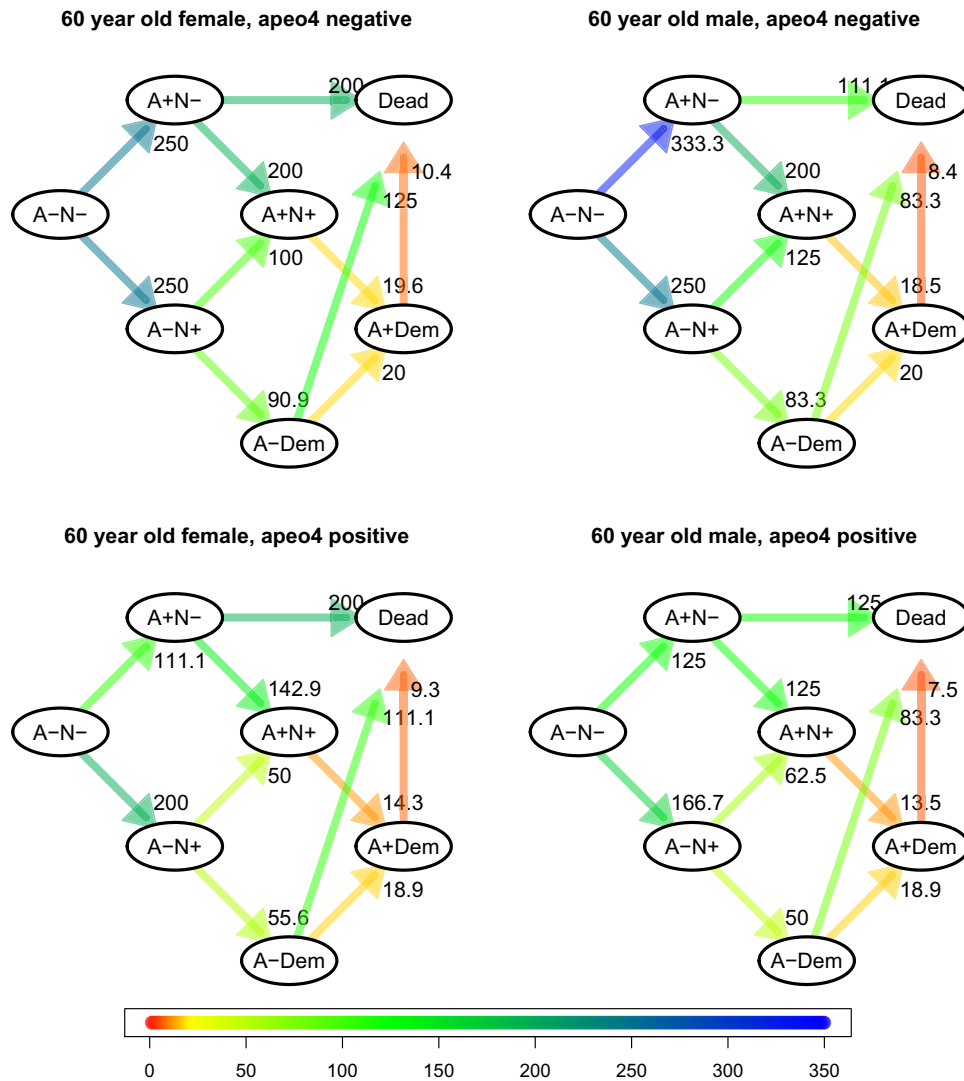 60 year old female, apeo4 negative
A+N−
200
Dead
250
10.4
200
125
A−N−
A+N+
100
250
19.6
A−N+
A+Dem
20
90.9
A−Dem
60 year old male, apeo4 negative
A+N−
111.1
Dead
333.3
8.4
200
83.3
A−N−
A+N+
125
250
18.5
A−N+
A+Dem
20
83.3
A−Dem
60 year old female, apeo4 positive
A+N−
200
Dead
111.1
9.3
142.9
111.1
A−N−
A+N+
50
200
14.3
A−N+
A+Dem
18.9
55.6
A−Dem
60 year old male, apeo4 positive
A+N−
125
Dead
125
7.5
125
83.3
A−N−
A+N+
62.5
166.7
13.5
A−N+
A+Dem
18.9
50
A−Dem
0 50 100 150 200 250 300 350